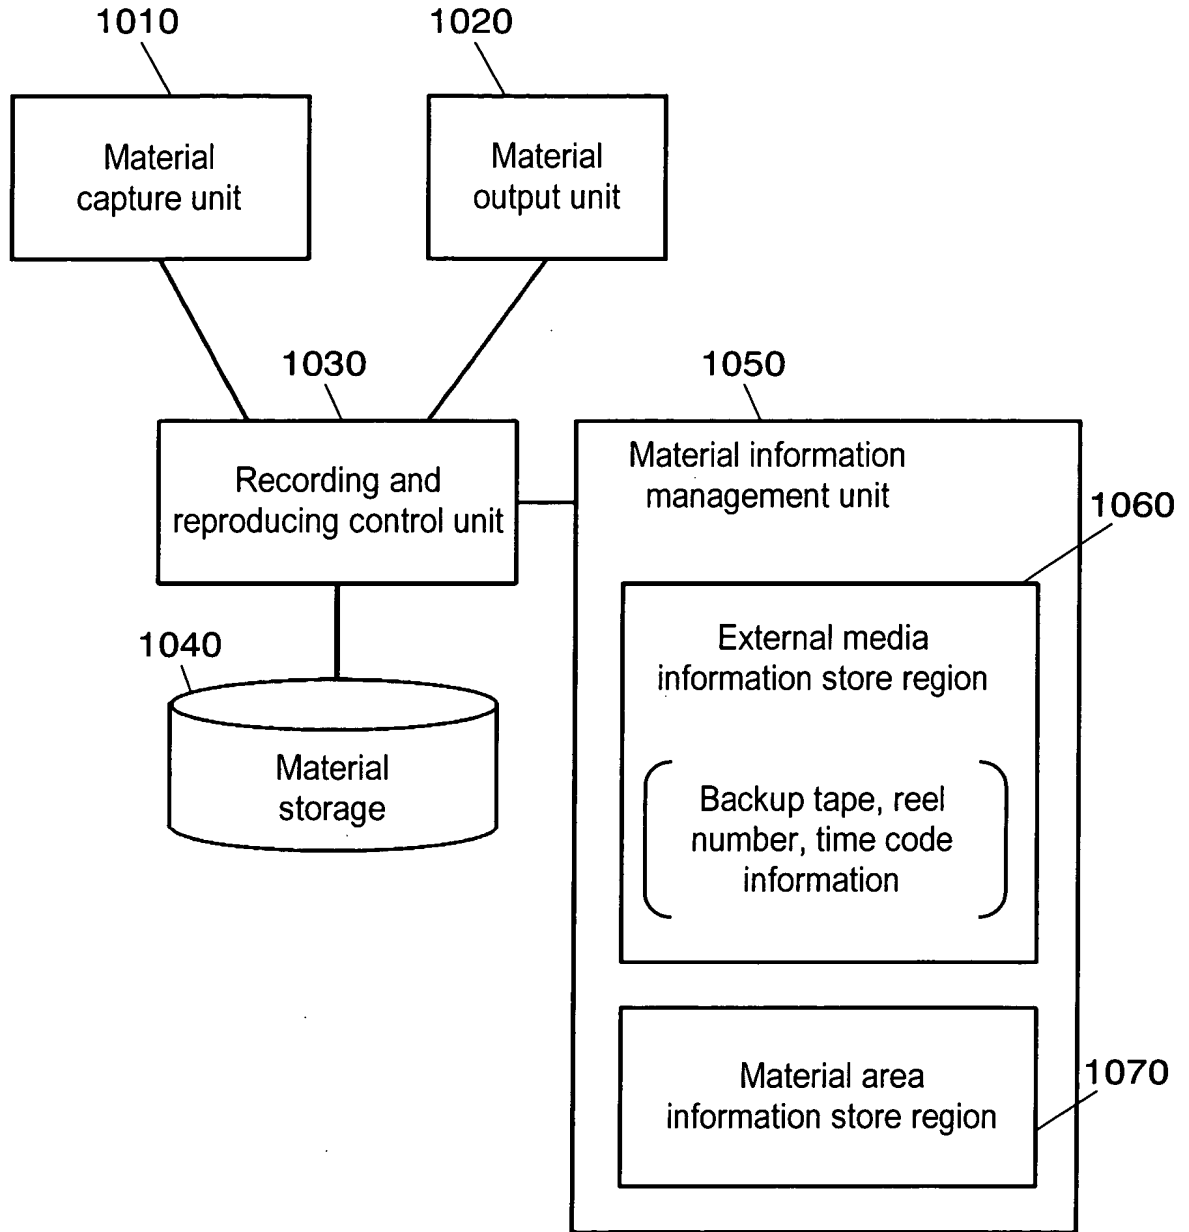 1010
1020
Material
capture unit
Material
output unit
1030
1050
Recording and
reproducing control unit
Material information
management unit
1060
1040
External media
information store region
Material
storage
Backup tape, reel
number, time code
information
Material area
information store region
1070